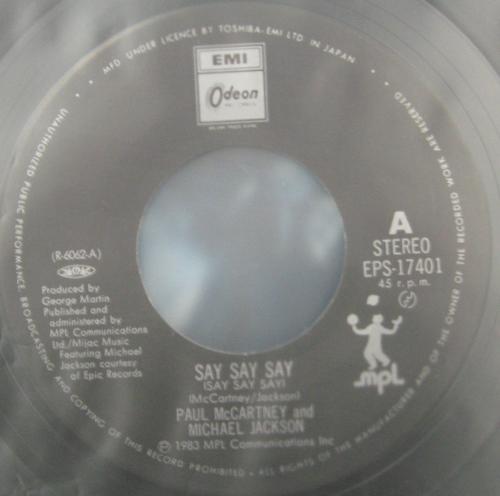 MFD. UNDER LICENCE BY TOSHIBA-EMI LTD. IN JAPAN
UNAUTHORIZED PUBLIC PERFORMANCE, BROADCASTING AND COPYING OF THIS RECORD PROHIBITED • ALL RIGHTS OF THE MANUFACTURER AND OF THE OWNER OF THE RECORDED WORK ARE RESERVED
EMI
Odeon
(R-6062-A)
Produced by
George Martin
Published and
administered by
MPL Communications
Ltd./Mijac Music
Featuring Michael
Jackson courtesy
of Epic Records
A
STEREO
EPS-17401
45 r.p.m.
mpl
SAY SAY SAY
(SAY SAY SAY)
(McCartney/Jackson)
PAUL McCARTNEY and
MICHAEL JACKSON
Ⓟ 1983 MPL Communications Inc